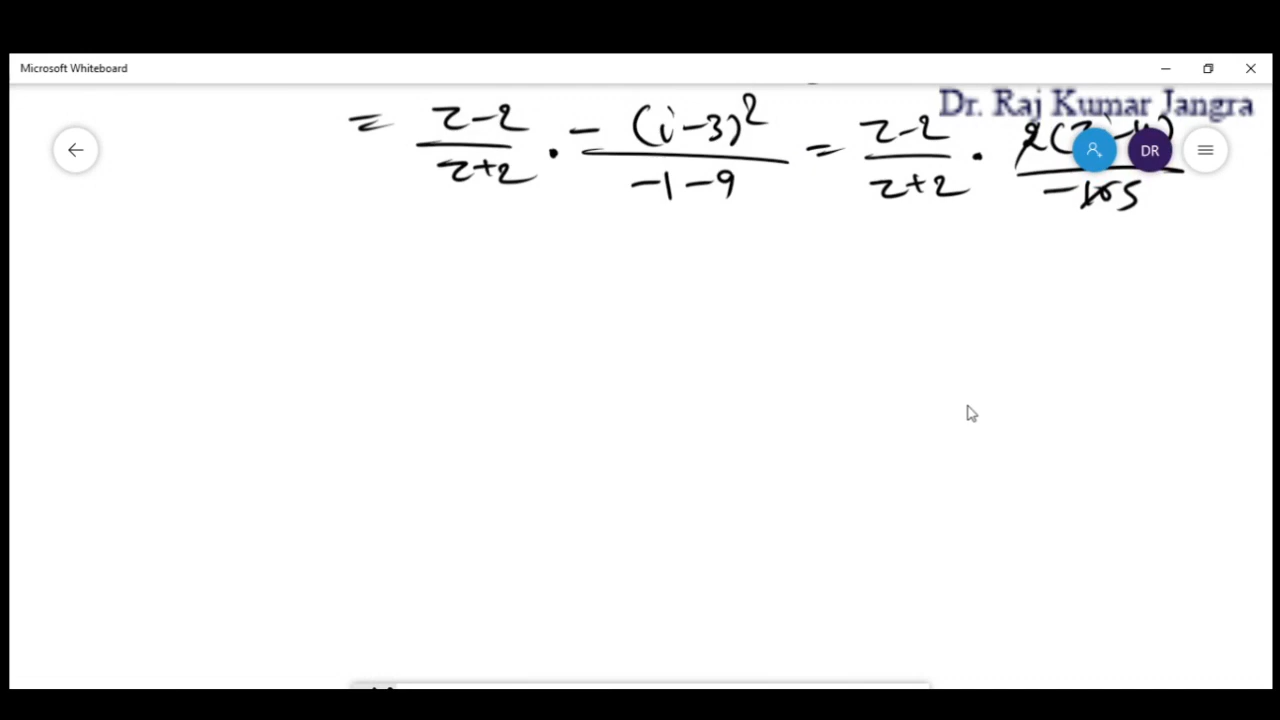 Microsoft Whiteboard
Dr. Raj Kumar Jangra
= (z-2)/(z+2) . -(i-3)^2/(-1-9) = (z-2)/(z+2) .
DR